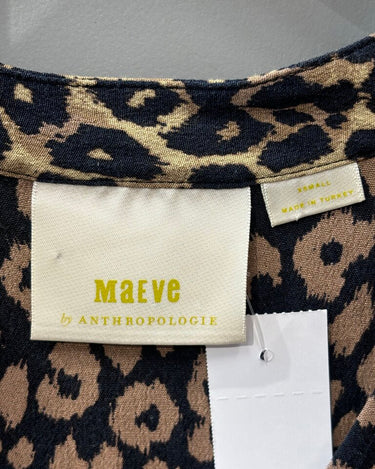 XSMALL
MADE IN TURKEY
MaEve
by ANTHROPOLOGIE